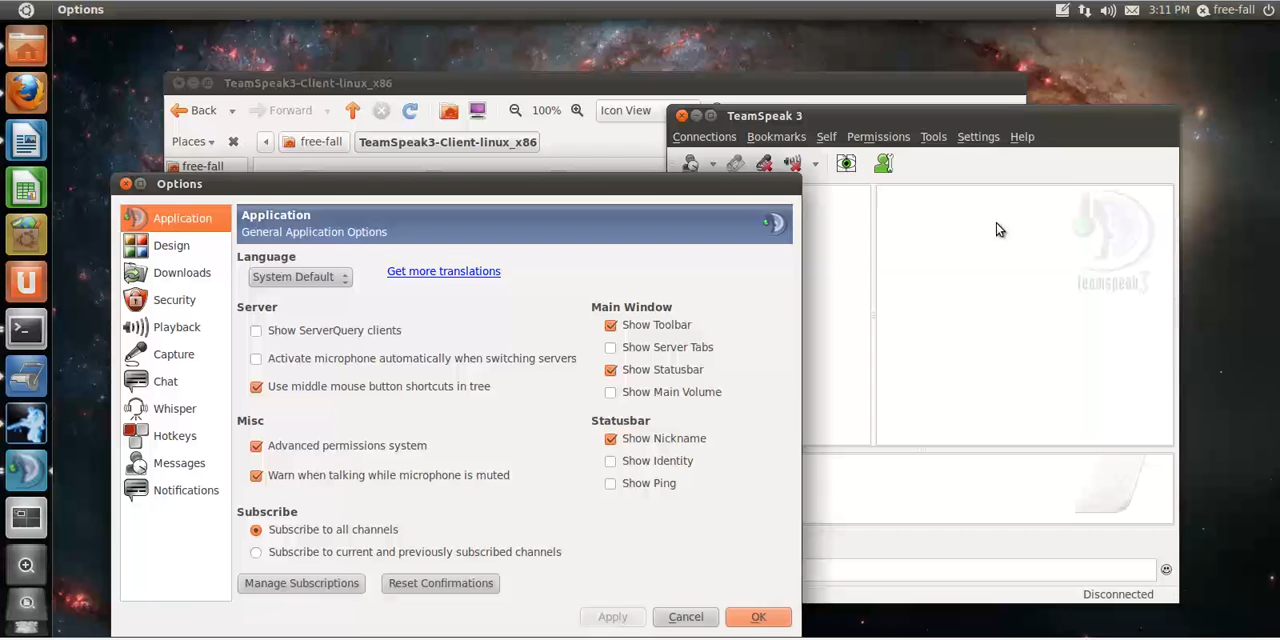 Options
3:11 PM free-fall
TeamSpeak3-Client-linux_x86
Back Forward 100% Icon View
Places free-fall TeamSpeak3-Client-linux_x86
free-fall
TeamSpeak 3
Connections Bookmarks Self Permissions Tools Settings Help
teamspeak3
Disconnected
Options
Application
Design
Downloads
Security
Playback
Capture
Chat
Whisper
Hotkeys
Messages
Notifications
Application
General Application Options
Language
System Default Get more translations
Server
Show ServerQuery clients
Activate microphone automatically when switching servers
Use middle mouse button shortcuts in tree
Misc
Advanced permissions system
Warn when talking while microphone is muted
Subscribe
Subscribe to all channels
Subscribe to current and previously subscribed channels
Manage Subscriptions Reset Confirmations
Main Window
Show Toolbar
Show Server Tabs
Show Statusbar
Show Main Volume
Statusbar
Show Nickname
Show Identity
Show Ping
Apply Cancel OK